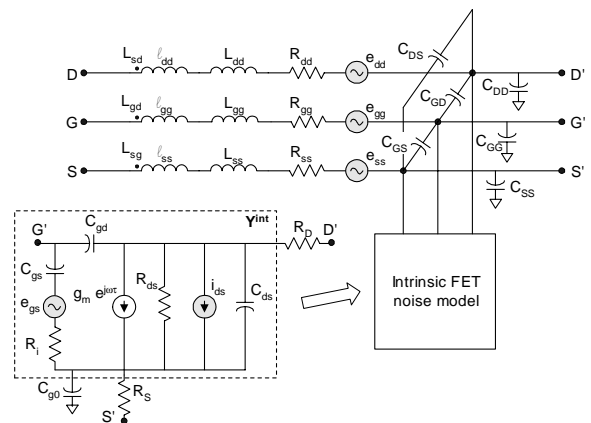 C_DS
L_sd ℓ_dd L_dd R_dd e_dd
D D'
C_GD C_DD
L_gd ℓ_gg L_gg R_gg e_gg
G G'
C_GS C_GG
L_sg ℓ_ss L_ss R_ss e_ss
S S'
C_SS
Y^int
G' C_gd R_D D'
C_gs
e_gs g_m e^jωτ R_ds i_ds C_ds
R_i
Intrinsic FET
noise model
C_g0 R_S
S'